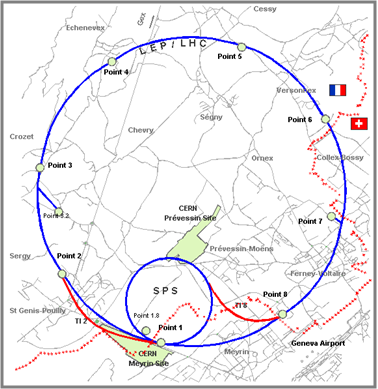 Cessy
Echenevex
Gex
LEP / LHC
Point 5
Point 4
Versonnex
Ségny
Point 6
Crozet
Chevry
Ornex
Collex-Bossy
Point 3
CERN
Prévessin Site
Point 3.2
Point 7
Prévessin-Moëns
Sergy
Point 2
Ferney-Voltaire
SPS
TI 8
Point 8
St Genis-Pouilly
Point 1.8
TI 2
Point 1
Geneva Airport
CERN
Meyrin
Meyrin-Site